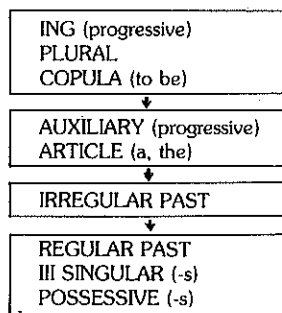 ING (progressive)
PLURAL
COPULA (to be)
AUXILIARY (progressive)
ARTICLE (a, the)
IRREGULAR PAST
REGULAR PAST
III SINGULAR (-s)
POSSESSIVE (-s)